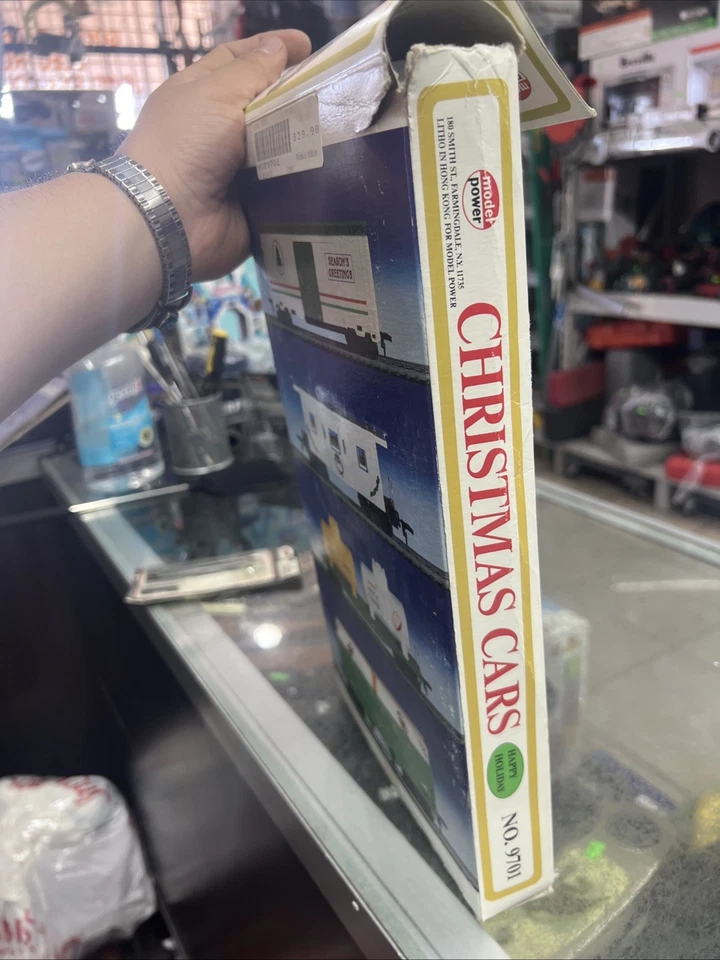 model
power
180 SMITH ST., FARMINGDALE, N.Y. 11735
LITHO IN HONG KONG FOR MODEL POWER
CHRISTMAS CARS
HAPPY
HOLIDAY
NO. 9701
$29.98
SEASON'S
GREETINGS